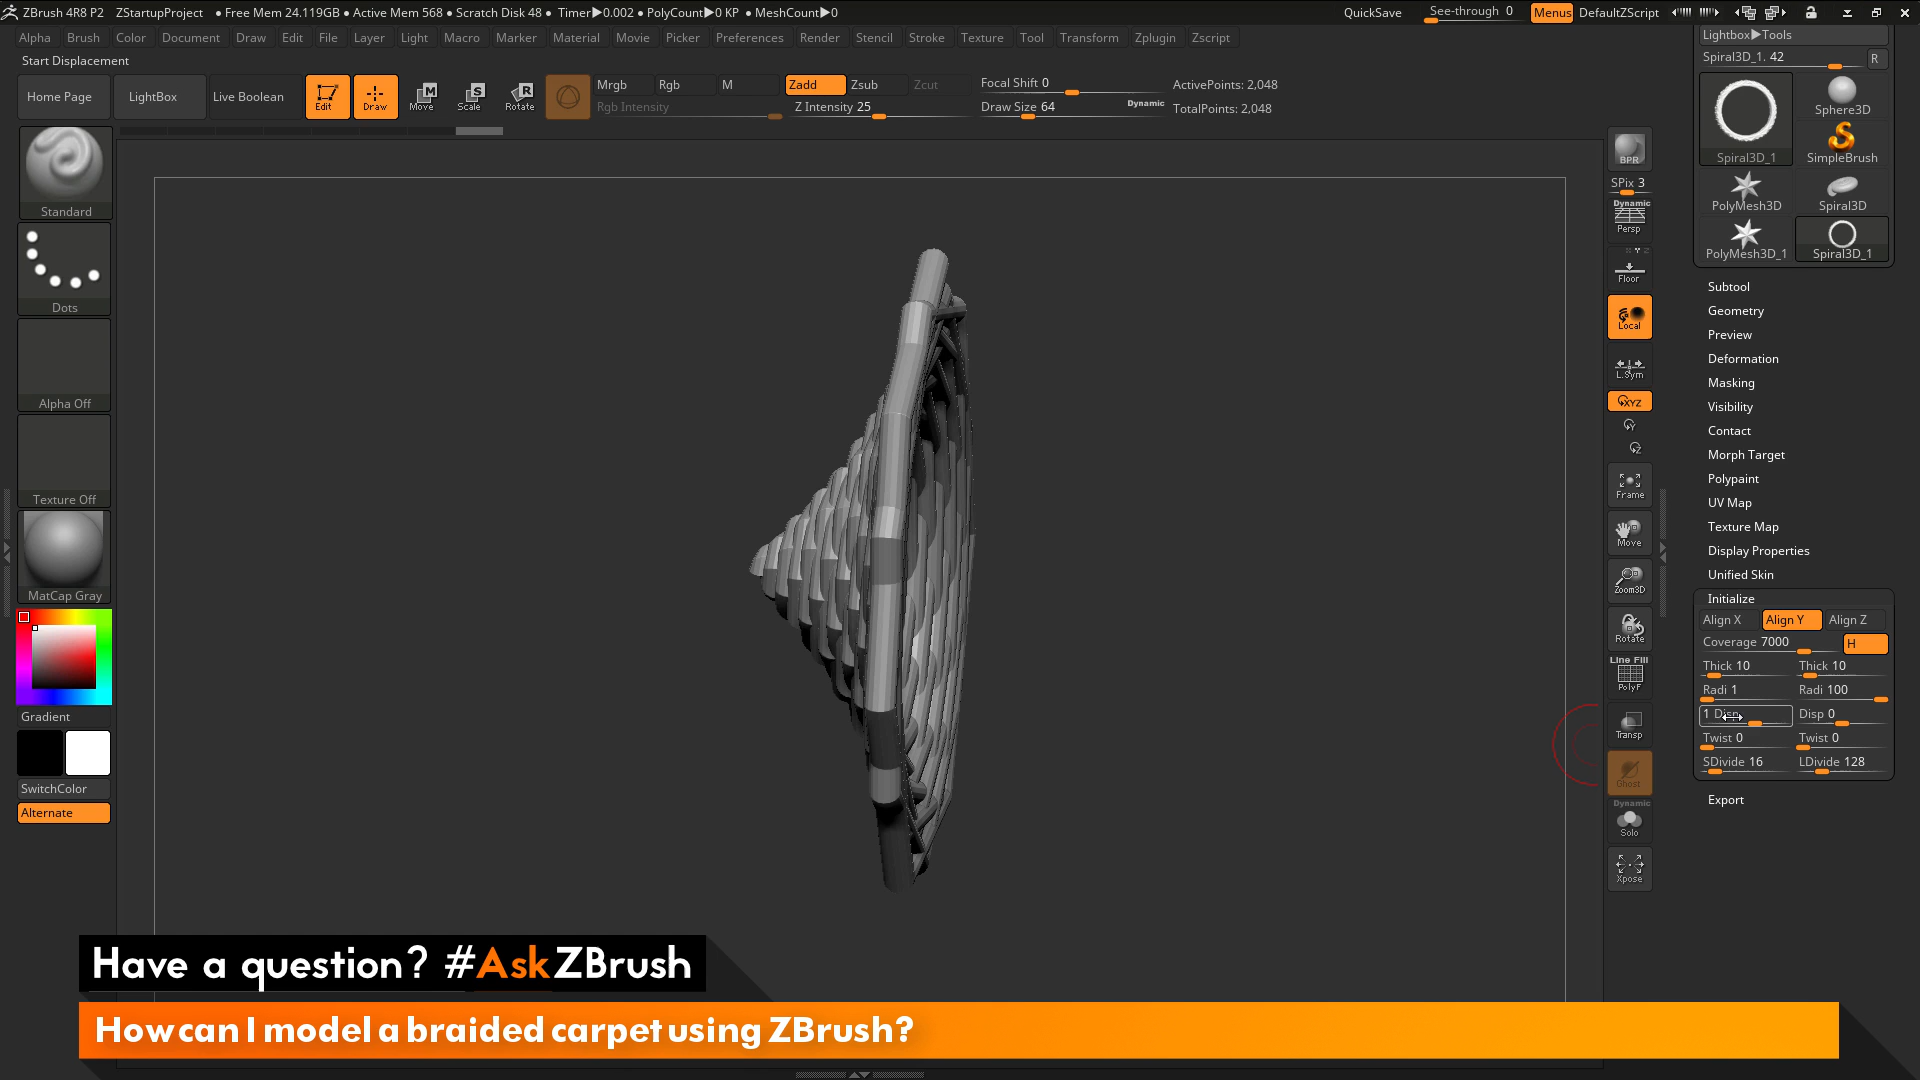 ZBrush 4R8 P2 ZStartupProject • Free Mem 24.119GB • Active Mem 568 • Scratch Disk 48 • Timer▶0.002 • PolyCount▶0 KP • MeshCount▶0 QuickSave See-through 0 Menus DefaultZScript
Alpha Brush Color Document Draw Edit File Layer Light Macro Marker Material Movie Picker Preferences Render Stencil Stroke Texture Tool Transform Zplugin Zscript
Start Displacement
Home Page LightBox Live Boolean Edit Draw Move Scale Rotate
Mrgb Rgb M Zadd Zsub Zcut Focal Shift 0 ActivePoints: 2,048
Rgb Intensity Z Intensity 25 Draw Size 64 Dynamic TotalPoints: 2,048
Standard
Dots
Alpha Off
Texture Off
MatCap Gray
Gradient
SwitchColor
Alternate
BPR
SPix 3
Dynamic
Persp
Floor
Local
L.Sym
XYZ
Y
Z
Frame
Move
Zoom3D
Rotate
Line Fill
PolyF
Transp
Ghost
Dynamic
Solo
Xpose
Lightbox▶Tools
Spiral3D_1. 42 R
Spiral3D_1 Sphere3D
SimpleBrush
PolyMesh3D Spiral3D
PolyMesh3D_1 Spiral3D_1
Subtool
Geometry
Preview
Deformation
Masking
Visibility
Contact
Morph Target
Polypaint
UV Map
Texture Map
Display Properties
Unified Skin
Initialize
Align X Align Y Align Z
Coverage 7000 H
Thick 10 Thick 10
Radi 1 Radi 100
1 Disp Disp 0
Twist 0 Twist 0
SDivide 16 LDivide 128
Export
Have a question? #AskZBrush
How can I model a braided carpet using ZBrush?